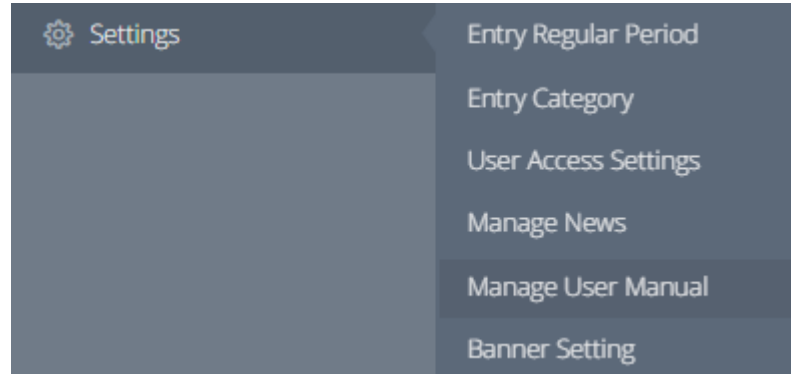 Settings
Entry Regular Period
Entry Category
User Access Settings
Manage News
Manage User Manual
Banner Setting